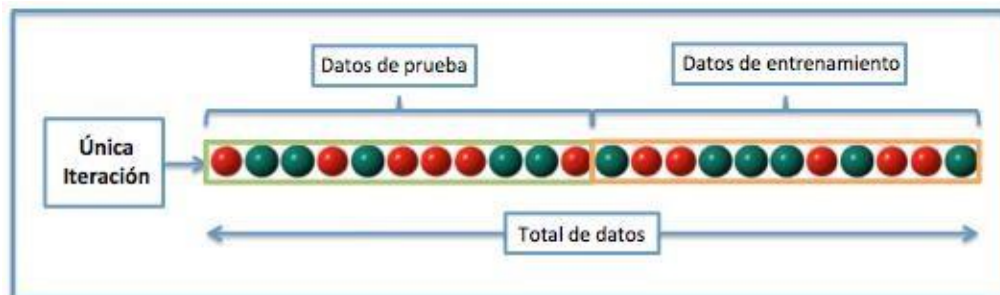 Datos de prueba
Datos de entrenamiento
Única
Iteración
Total de datos